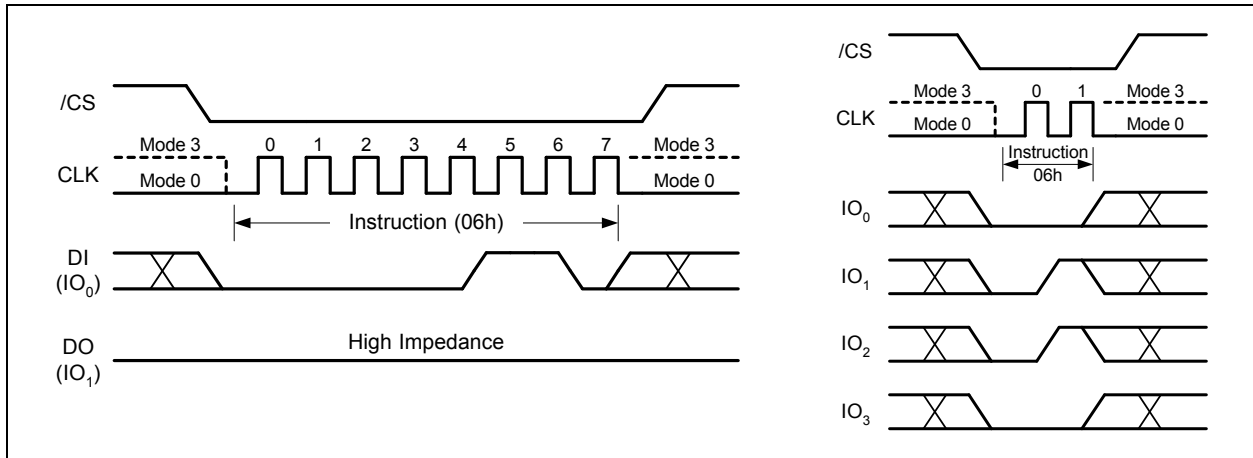 /CS
Mode 3
0 1 2 3 4 5 6 7
Mode 3
CLK
Mode 0
Mode 0
Instruction (06h)
DI
(IO0)
High Impedance
DO
(IO1)
/CS
Mode 3
0 1
Mode 3
CLK
Mode 0
Mode 0
Instruction
06h
IO0
IO1
IO2
IO3